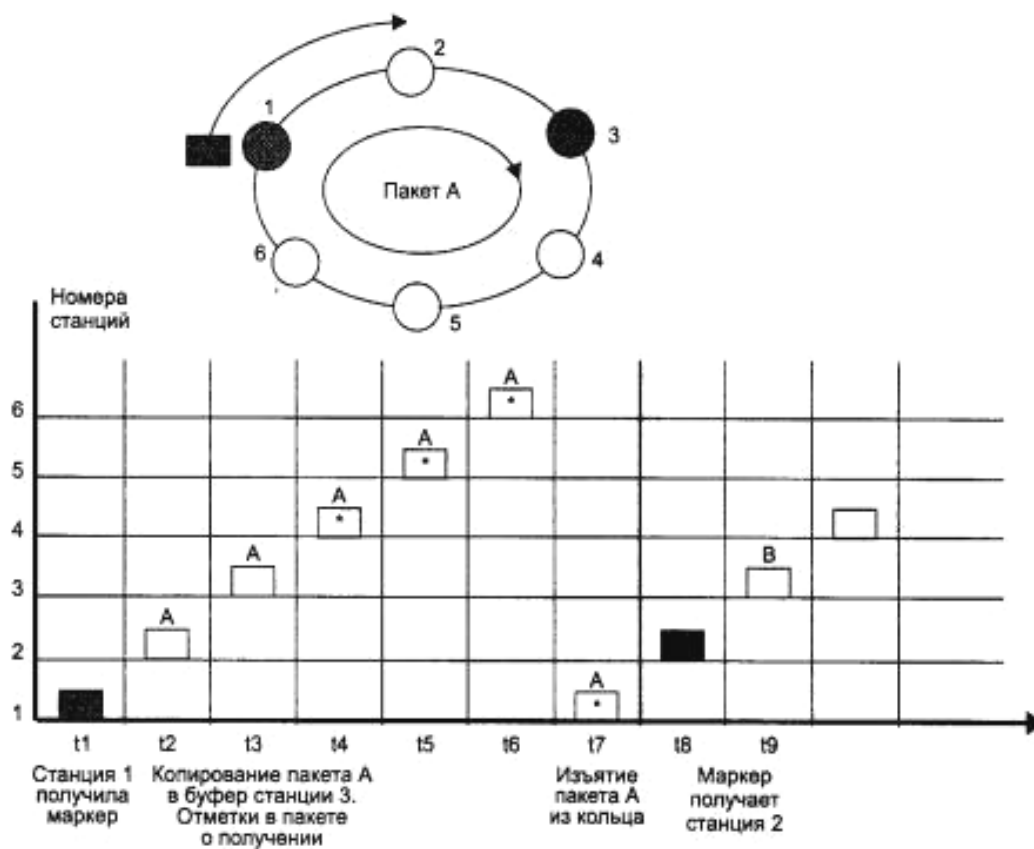 2
1
3
Пакет А
6
4
5
Номера
станций
А
6
*
А
5
*
А
4
*
А
В
3
А
2
А
1
*
t1
t2
t3
t4
t5
t6
t7
t8
t9
Станция 1
получила
маркер
Копирование пакета А
в буфер станции 3.
Отметки в пакете
о получении
Изъятие
пакета А
из кольца
Маркер
получает
станция 2